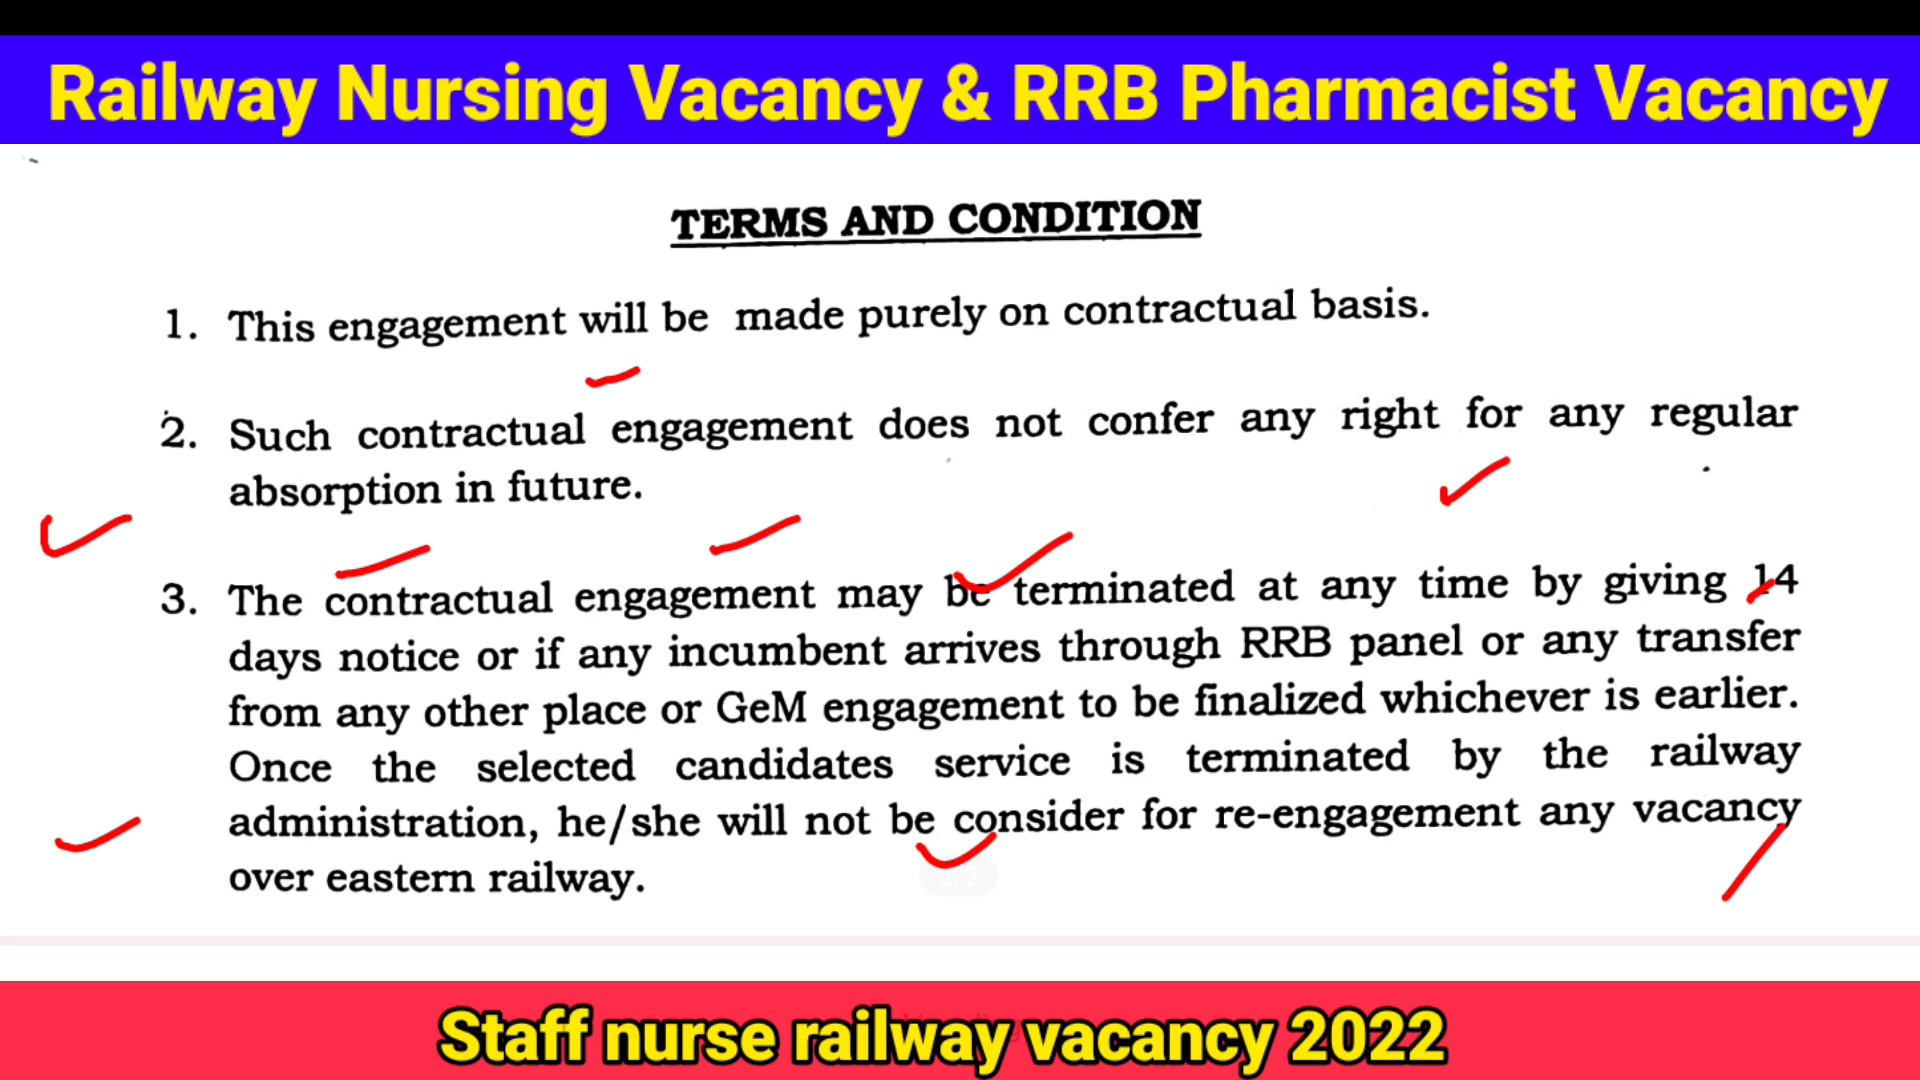 Railway Nursing Vacancy & RRB Pharmacist Vacancy
TERMS AND CONDITION
1. This engagement will be made purely on contractual basis.
2. Such contractual engagement does not confer any right for any regular
absorption in future.
3. The contractual engagement may be terminated at any time by giving 14
days notice or if any incumbent arrives through RRB panel or any transfer
from any other place or GeM engagement to be finalized whichever is earlier.
Once the selected candidates service is terminated by the railway
administration, he/she will not be consider for re-engagement any vacancy
over eastern railway.
2/2
Staff nurse railway vacancy 2022